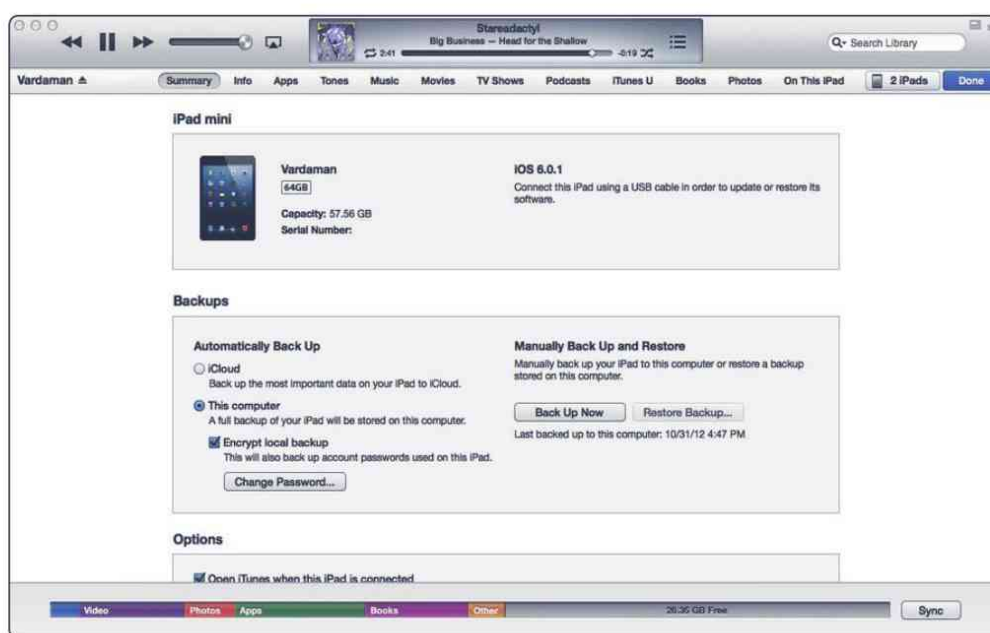 Stareadactyl
Big Business — Head for the Shallow
2:41
-0:19
Search Library
Vardaman
Summary Info Apps Tones Music Movies TV Shows Podcasts iTunes U Books Photos On This iPad 2 iPads Done
iPad mini
Vardaman
64GB
Capacity: 57.56 GB
Serial Number:
iOS 6.0.1
Connect this iPad using a USB cable in order to update or restore its
software.
Backups
Automatically Back Up
iCloud
Back up the most important data on your iPad to iCloud.
This computer
A full backup of your iPad will be stored on this computer.
Encrypt local backup
This will also back up account passwords used on this iPad.
Change Password...
Manually Back Up and Restore
Manually back up your iPad to this computer or restore a backup
stored on this computer.
Back Up Now Restore Backup...
Last backed up to this computer: 10/31/12 4:47 PM
Options
Open iTunes when this iPad is connected
Video Photos Apps Books Other 26.35 GB Free Sync